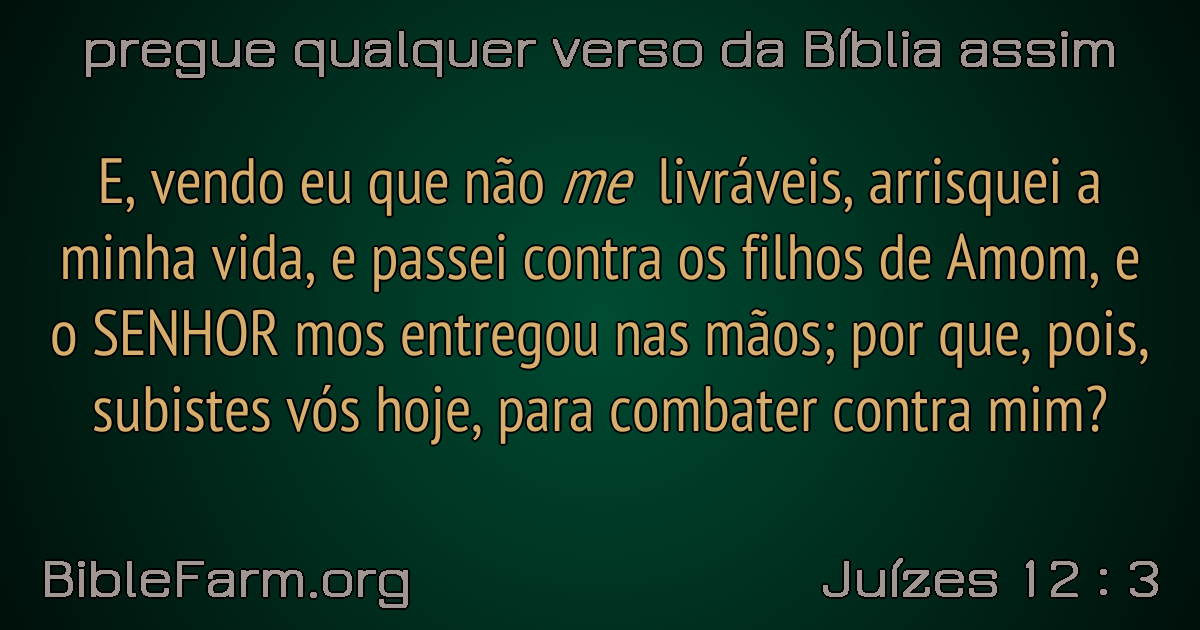 pregue qualquer verso da Bíblia assim
E, vendo eu que não me livráveis, arrisquei a
minha vida, e passei contra os filhos de Amom, e
o SENHOR mos entregou nas mãos; por que, pois,
subistes vós hoje, para combater contra mim?
BibleFarm.org
Juízes 12 : 3